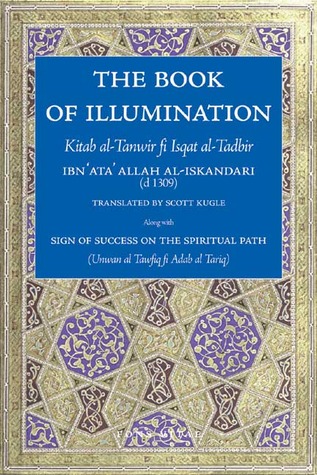 THE BOOK
OF ILLUMINATION
Kitab al-Tanwir fi Isqat al-Tadbir
IBN ‘ATA’ ALLAH AL-ISKANDARI
(d 1309)
TRANSLATED BY SCOTT KUGLE
Along with
SIGN OF SUCCESS ON THE SPIRITUAL PATH
(Unwan al Tawfiq fi Adab al Tariq)